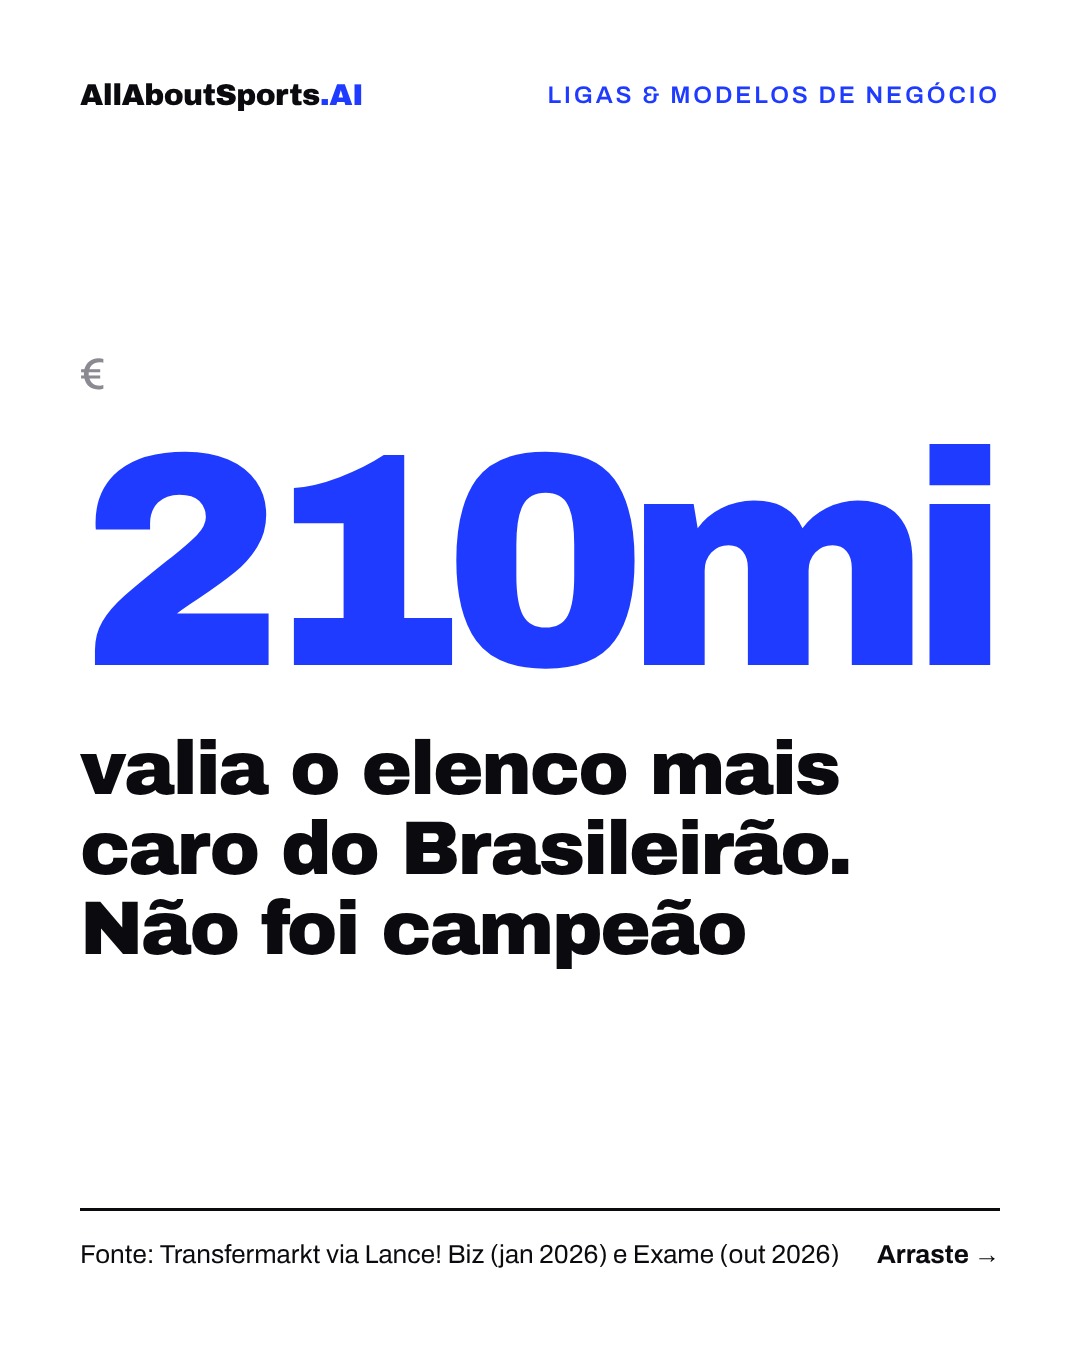 AllAboutSports.AI
LIGAS & MODELOS DE NEGÓCIO
€
210mi
valia o elenco mais
caro do Brasileirão.
Não foi campeão
Fonte: Transfermarkt via Lance! Biz (jan 2026) e Exame (out 2026)
Arraste →